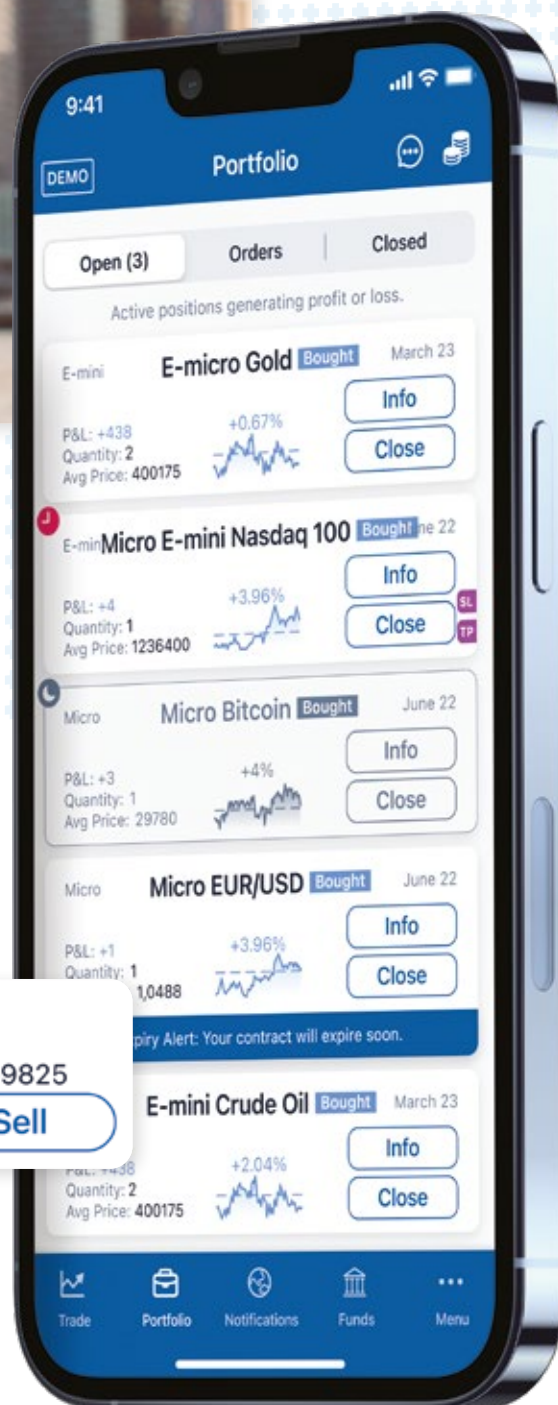 9:41
DEMO
Portfolio
Open (3)
Orders
Closed
Active positions generating profit or loss.
E-mini
E-micro Gold
Bought
March 23
P&L: +438
Quantity: 2
Avg Price: 400175
+0.67%
Info
Close
E-min
Micro E-mini Nasdaq 100
Bought
ne 22
P&L: +4
Quantity: 1
Avg Price: 1236400
+3.96%
Info
Close
SL
TP
Micro
Micro Bitcoin
Bought
June 22
P&L: +3
Quantity: 1
Avg Price: 29780
+4%
Info
Close
Micro
Micro EUR/USD
Bought
June 22
P&L: +1
Quantity: 1
1,0488
+3.96%
Info
Close
piry Alert: Your contract will expire soon.
9825
Sell
E-mini Crude Oil
Bought
March 23
P&L: +438
Quantity: 2
Avg Price: 400175
+2.04%
Info
Close
Trade
Portfolio
Notifications
Funds
Menu